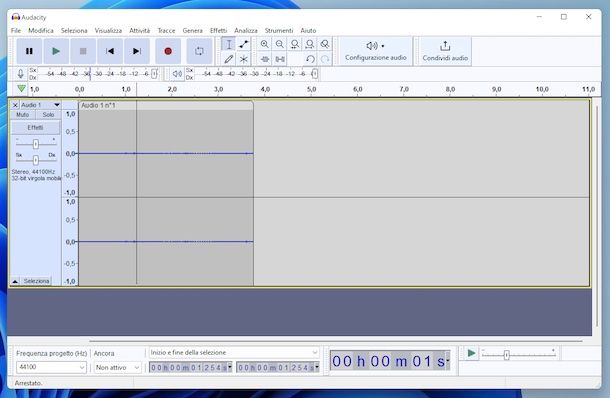 Audacity
File Modifica Seleziona Visualizza Attività Tracce Genera Effetti Analizza Strumenti Aiuto
Configurazione audio
Condividi audio
Sx Dx -54 -48 -42 -36 -30 -24 -18 -12 -6
Sx Dx -54 -48 -42 -36 -30 -24 -18 -12 -6
1,0 0,0 1,0 2,0 3,0 4,0 5,0 6,0 7,0 8,0 9,0 10,0 11,0
Audio 1
Audio 1 n°1
Muto Solo
Effetti
- +
Sx Dx
Stereo, 44100Hz
32-bit virgola mobile
1,0
0,5
0,0
-0,5
-1,0
1,0
0,5
0,0
-0,5
-1,0
Seleziona
Frequenza progetto (Hz)
44100
Ancora
Non attivo
Inizio e fine della selezione
00 h 00 m 01 254 s
00 h 00 m 01 254 s
00 h 00 m 01 s
Arrestato.